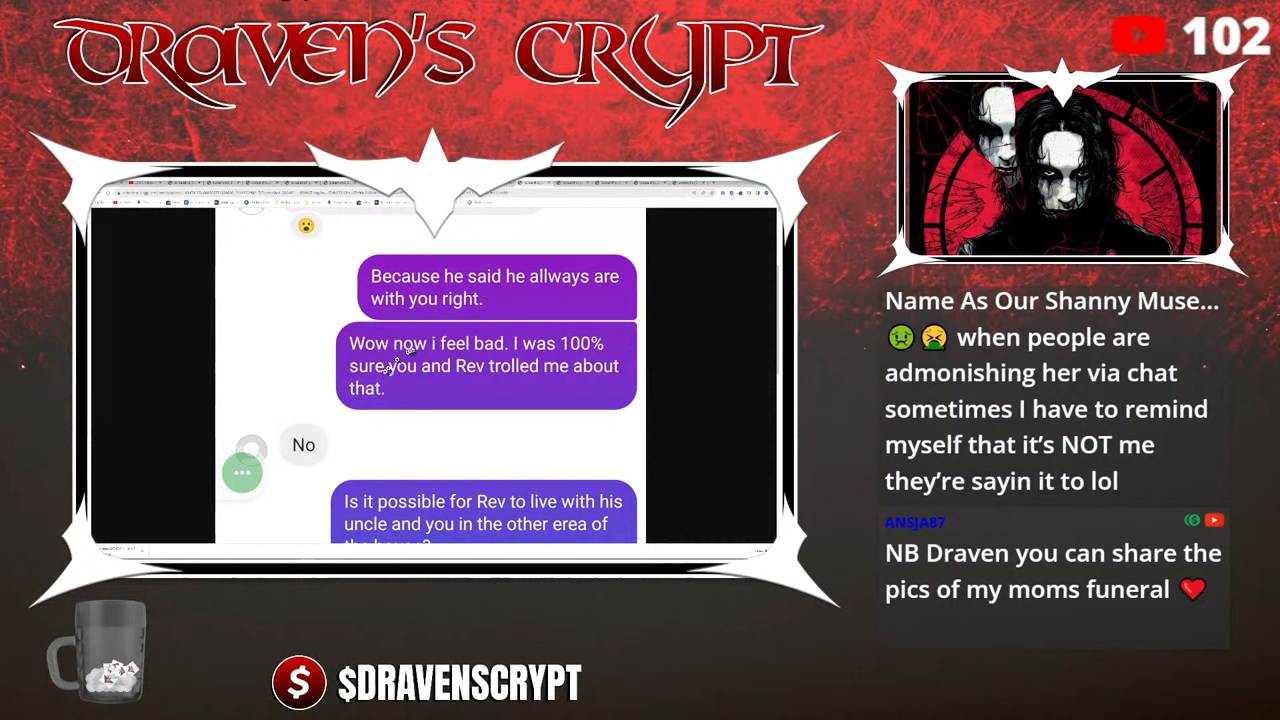 DRAVEN'S CRYPT
102
Because he said he allways are
with you right.
Wow now i feel bad. I was 100%
sure you and Rev trolled me about
that.
No
Is it possible for Rev to live with his
uncle and you in the other erea of
Name As Our Shanny Muse...
🤢 🤮 when people are
admonishing her via chat
sometimes I have to remind
myself that it's NOT me
they're sayin it to lol
ANSJA87
NB Draven you can share the
pics of my moms funeral ❤️
$ $DRAVENSCRYPT